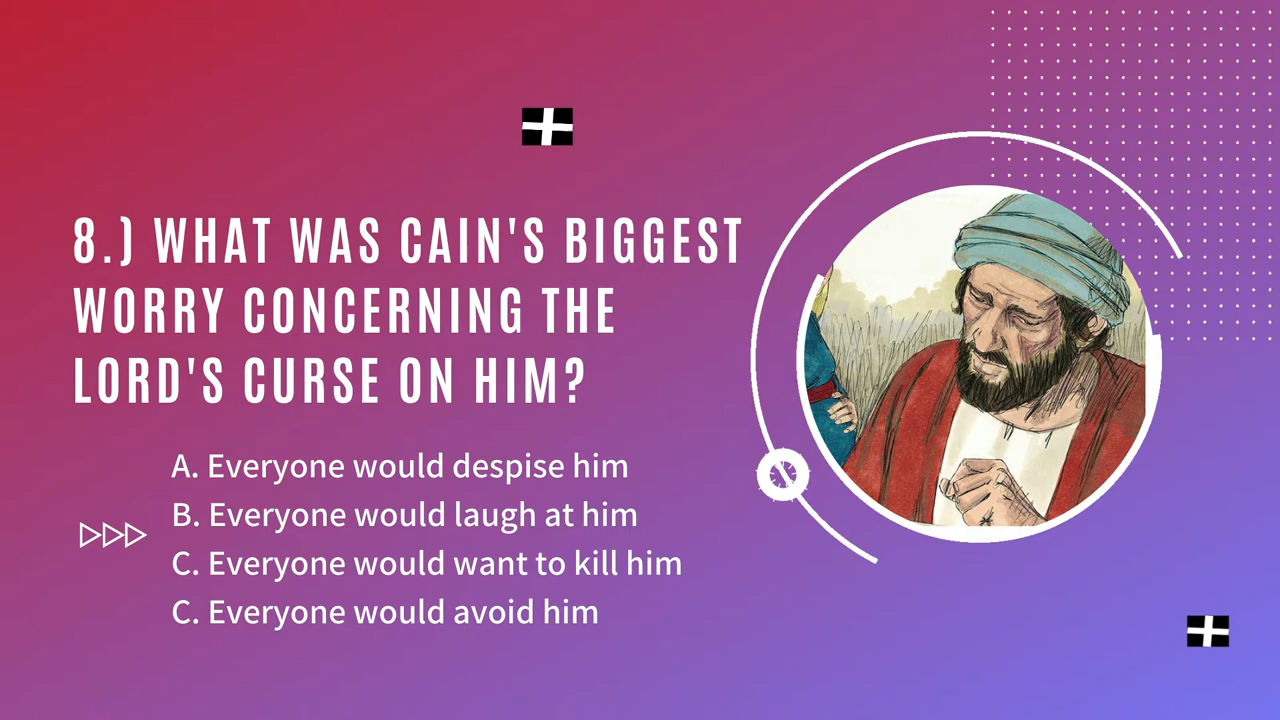 8.) WHAT WAS CAIN'S BIGGEST
WORRY CONCERNING THE
LORD'S CURSE ON HIM?
A. Everyone would despise him
B. Everyone would laugh at him
C. Everyone would want to kill him
C. Everyone would avoid him